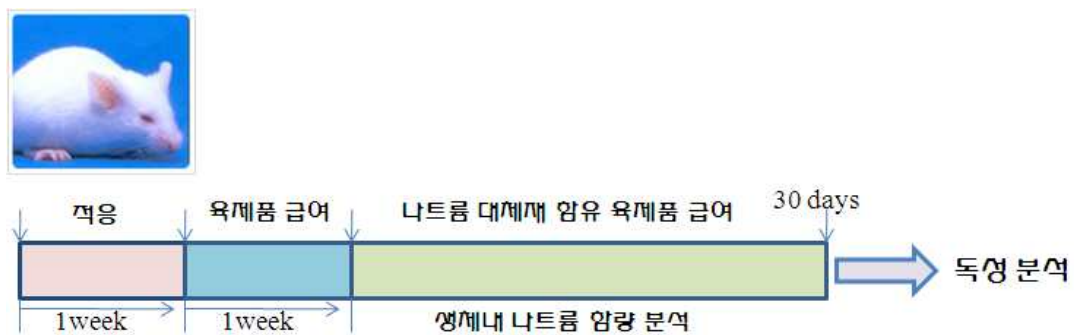 적응
육제품 급여
나트륨 대체재 함유 육제품 급여
30 days
독성 분석
1week
1week
생체내 나트륨 함량 분석